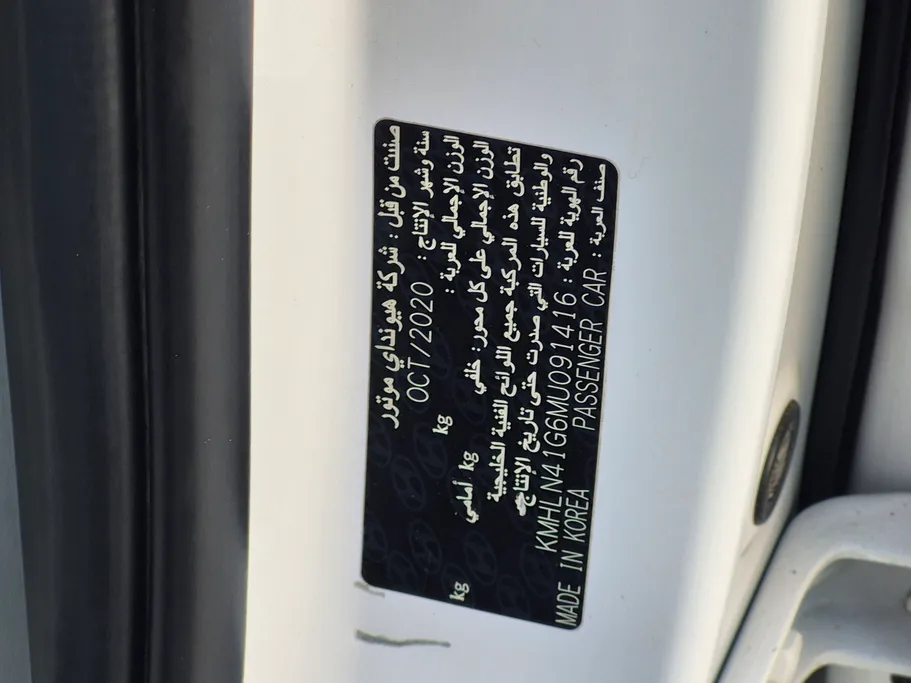 صنعت من قبل : شركة هيونداي موتور
سنة وشهر الإنتاج : OCT/2020
الوزن الإجمالي للعربة : kg
الوزن الإجمالي على كل محور: خلفي kg أمامي kg
تطابق هذه المركبة جميع اللوائح الفنية الخليجية
والوطنية للسيارات التي صدرت حتى تاريخ الإنتاج
رقم الهوية للعربة : KMHLN41G6MU091416
صنف العربة : PASSENGER CAR MADE IN KOREA